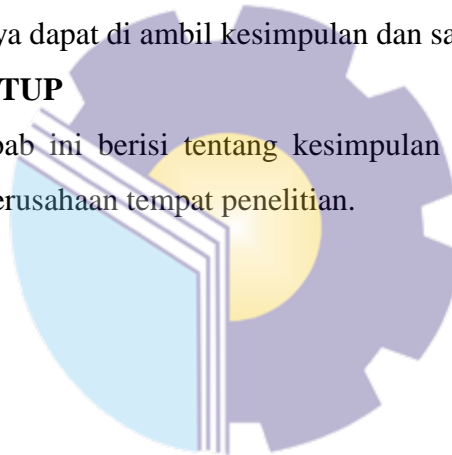 ya dapat di ambil kesimpulan dan sa
TUP
bab ini berisi tentang kesimpulan
erusahaan tempat penelitian.